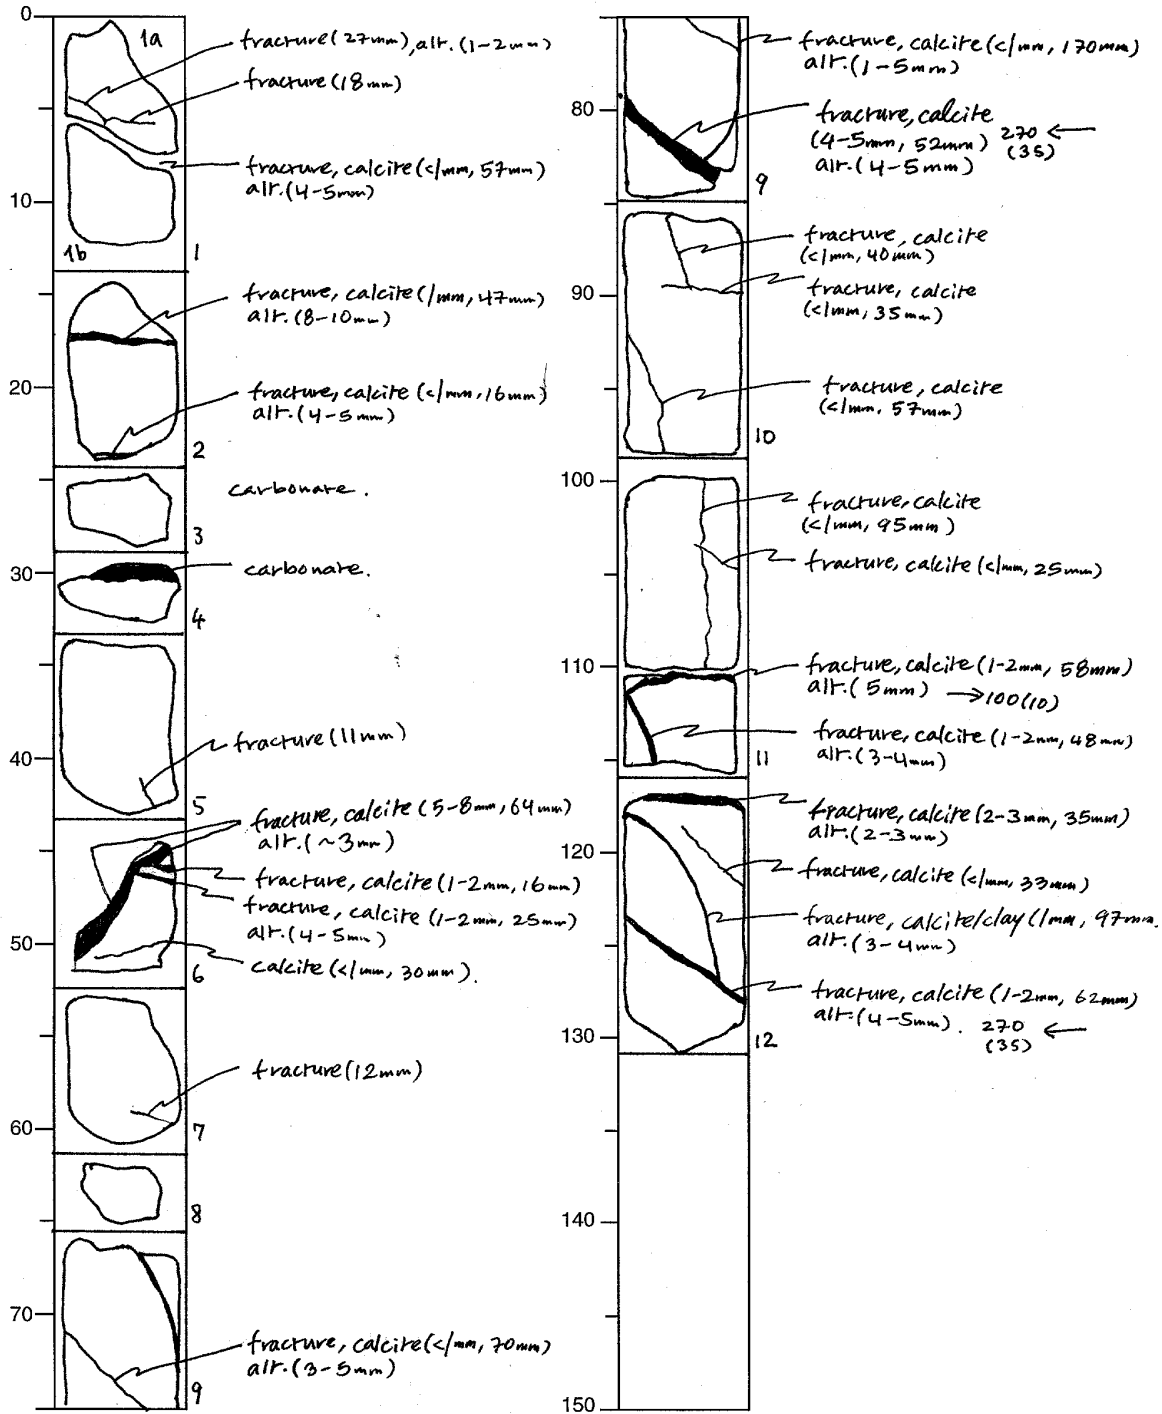 0
1a
fracture (27mm), alt. (1-2mm)
fracture (18mm)
fracture, calcite (<1mm, 57mm)
alt. (4-5mm)
10
1b
1
fracture, calcite (1mm, 47mm)
alt. (8-10mm)
20
fracture, calcite (<1mm, 16mm)
alt. (4-5mm)
2
carbonate.
3
30
carbonate.
4
fracture (11mm)
40
5
fracture, calcite (5-8mm, 64mm)
alt. (~3mm)
fracture, calcite (1-2mm, 16mm)
fracture, calcite (1-2mm, 25mm)
alt. (4-5mm)
50
calcite (<1mm, 30mm).
6
fracture (12mm)
60
7
8
70
fracture, calcite (<1mm, 70mm)
alt. (3-5mm)
9
fracture, calcite (<1mm, 170mm)
alt. (1-5mm)
80
fracture, calcite
(4-5mm, 52mm) 270 ←
(35)
alt. (4-5mm)
9
fracture, calcite
(<1mm, 40mm)
90
fracture, calcite
(<1mm, 35mm)
fracture, calcite
(<1mm, 57mm)
10
100
fracture, calcite
(<1mm, 95mm)
fracture, calcite (<1mm, 25mm)
110
fracture, calcite (1-2mm, 58mm)
alt. (5mm) → 100(10)
fracture, calcite (1-2mm, 48mm)
alt. (3-4mm)
11
fracture, calcite (2-3mm, 35mm)
alt. (2-3mm)
120
fracture, calcite (<1mm, 33mm)
fracture, calcite/clay (1mm, 97mm.
alt. (3-4mm)
fracture, calcite (1-2mm, 62mm)
alt. (4-5mm). 270 ←
(35)
130
12
140
150